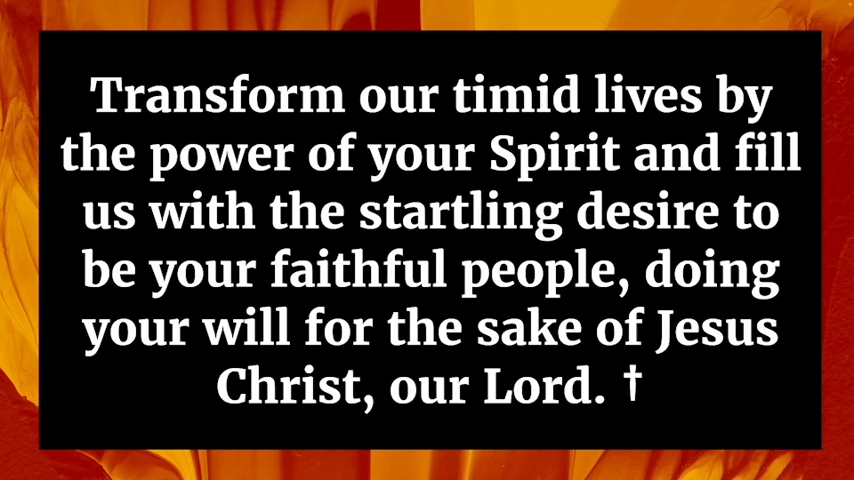 Transform our timid lives by
the power of your Spirit and fill
us with the startling desire to
be your faithful people, doing
your will for the sake of Jesus
Christ, our Lord. †